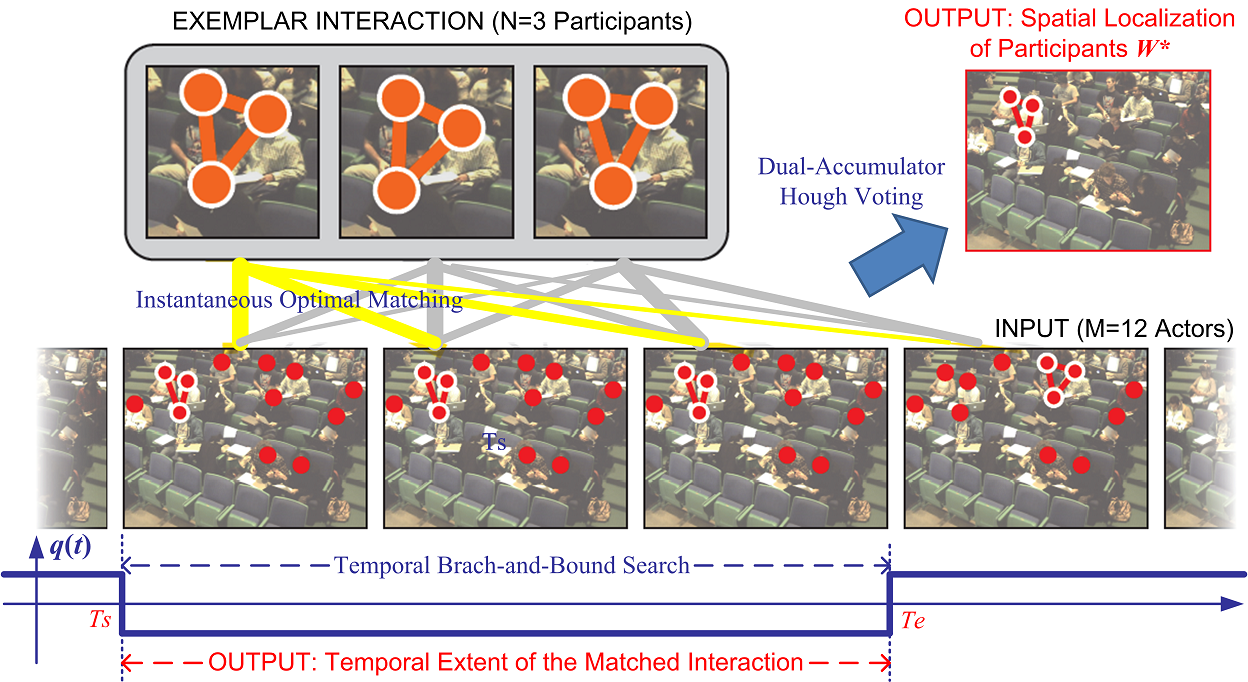 EXEMPLAR INTERACTION (N=3 Participants)
OUTPUT: Spatial Localization
of Participants W*
Dual-Accumulator
Hough Voting
Instantaneous Optimal Matching
INPUT (M=12 Actors)
Ts
q(t)
Temporal Brach-and-Bound Search
Ts
Te
OUTPUT: Temporal Extent of the Matched Interaction